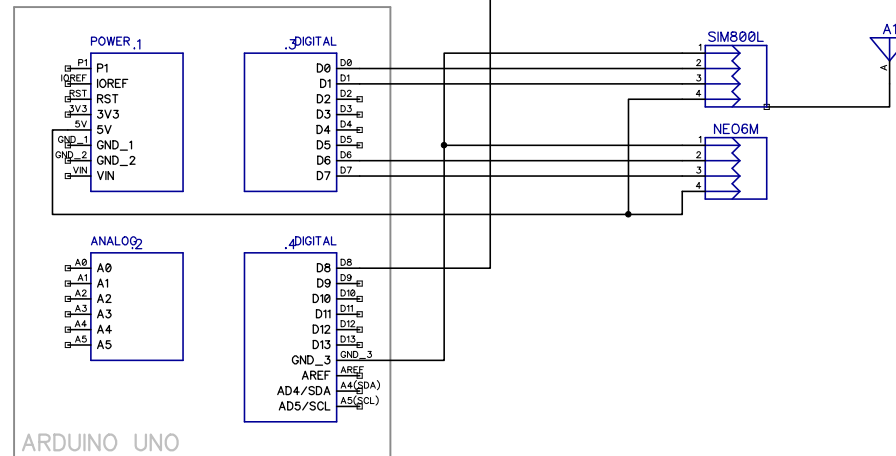 POWER .1
P1 P1
IOREF IOREF
RST RST
3V3 3V3
5V 5V
GND_1 GND_1
GND_2 GND_2
VIN VIN
.3 DIGITAL
D0 D0
D1 D1
D2 D2
D3 D3
D4 D4
D5 D5
D6 D6
D7 D7
SIM800L
1
2
3
4
A1
A
NEO6M
1
2
3
4
ANALOG .2
A0 A0
A1 A1
A2 A2
A3 A3
A4 A4
A5 A5
.4 DIGITAL
D8 D8
D9 D9
D10 D10
D11 D11
D12 D12
D13 D13
GND_3 GND_3
AREF AREF
AD4/SDA A4(SDA)
AD5/SCL A5(SCL)
ARDUINO UNO